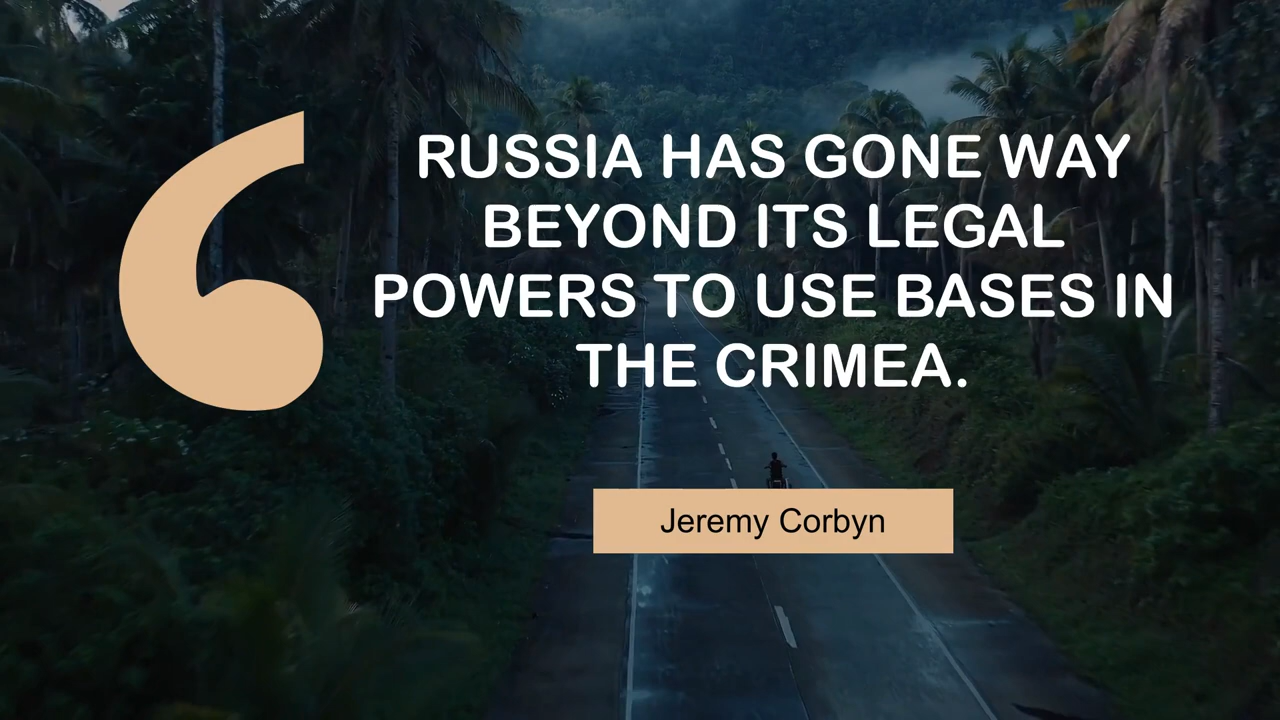 RUSSIA HAS GONE WAY
BEYOND ITS LEGAL
POWERS TO USE BASES IN
THE CRIMEA.
Jeremy Corbyn